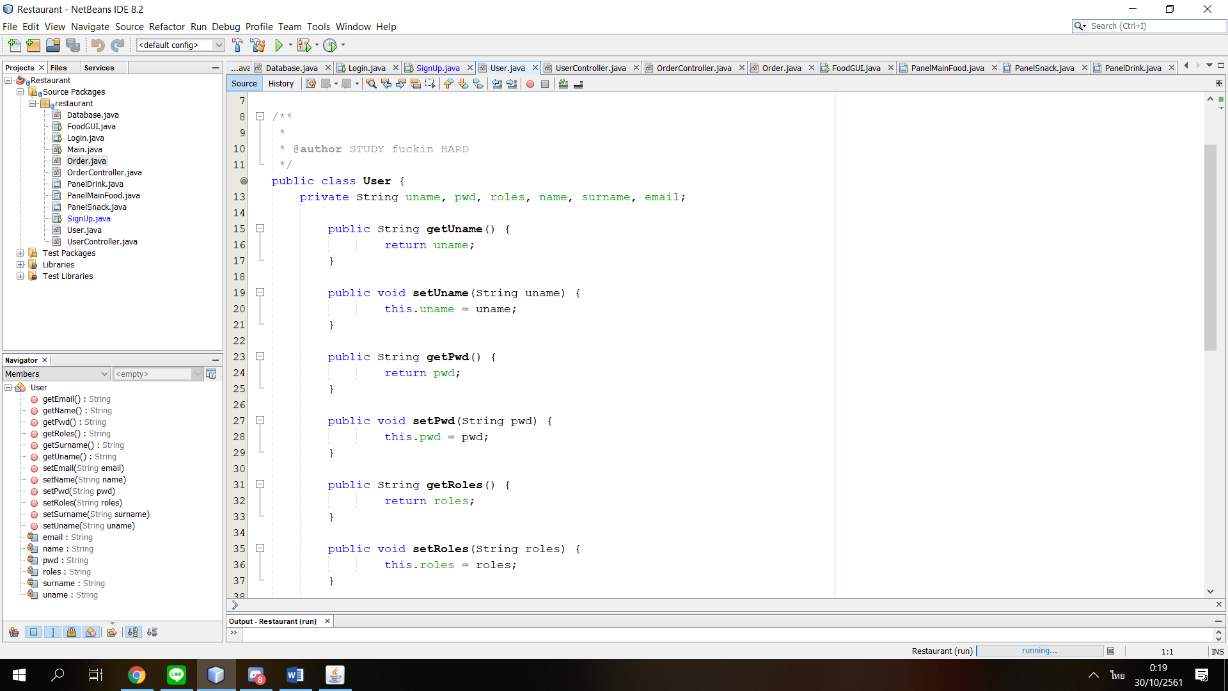 Restaurant - NetBeans IDE 8.2
File Edit View Navigate Source Refactor Run Debug Profile Team Tools Window Help
Search (Ctrl+I)
<default config>
Projects Files Services
...ava Database.java Login.java SignUp.java User.java UserController.java OrderController.java Order.java FoodGUI.java PanelMainFood.java PanelSnack.java PanelDrink.java
Source History
Restaurant
Source Packages
restaurant
Database.java
FoodGUI.java
Login.java
Main.java
Order.java
OrderController.java
PanelDrink.java
PanelMainFood.java
PanelSnack.java
SignUp.java
User.java
UserController.java
Test Packages
Libraries
Test Libraries
Navigator
Members <empty>
User
getEmail() : String
getName() : String
getPwd() : String
getRoles() : String
getSurname() : String
getUname() : String
setEmail(String email)
setName(String name)
setPwd(String pwd)
setRoles(String roles)
setSurname(String surname)
setUname(String uname)
email : String
name : String
pwd : String
roles : String
surname : String
uname : String
7
8 /**
9 *
10 * @author STUDY fuckin HARD
11 */
public class User {
13 private String uname, pwd, roles, name, surname, email;
14
15 public String getUname() {
16 return uname;
17 }
18
19 public void setUname(String uname) {
20 this.uname = uname;
21 }
22
23 public String getPwd() {
24 return pwd;
25 }
26
27 public void setPwd(String pwd) {
28 this.pwd = pwd;
29 }
30
31 public String getRoles() {
32 return roles;
33 }
34
35 public void setRoles(String roles) {
36 this.roles = roles;
37 }
38
Output - Restaurant (run)
Restaurant (run) running... 1:1 INS
8
ไทย
0:19
30/10/2561